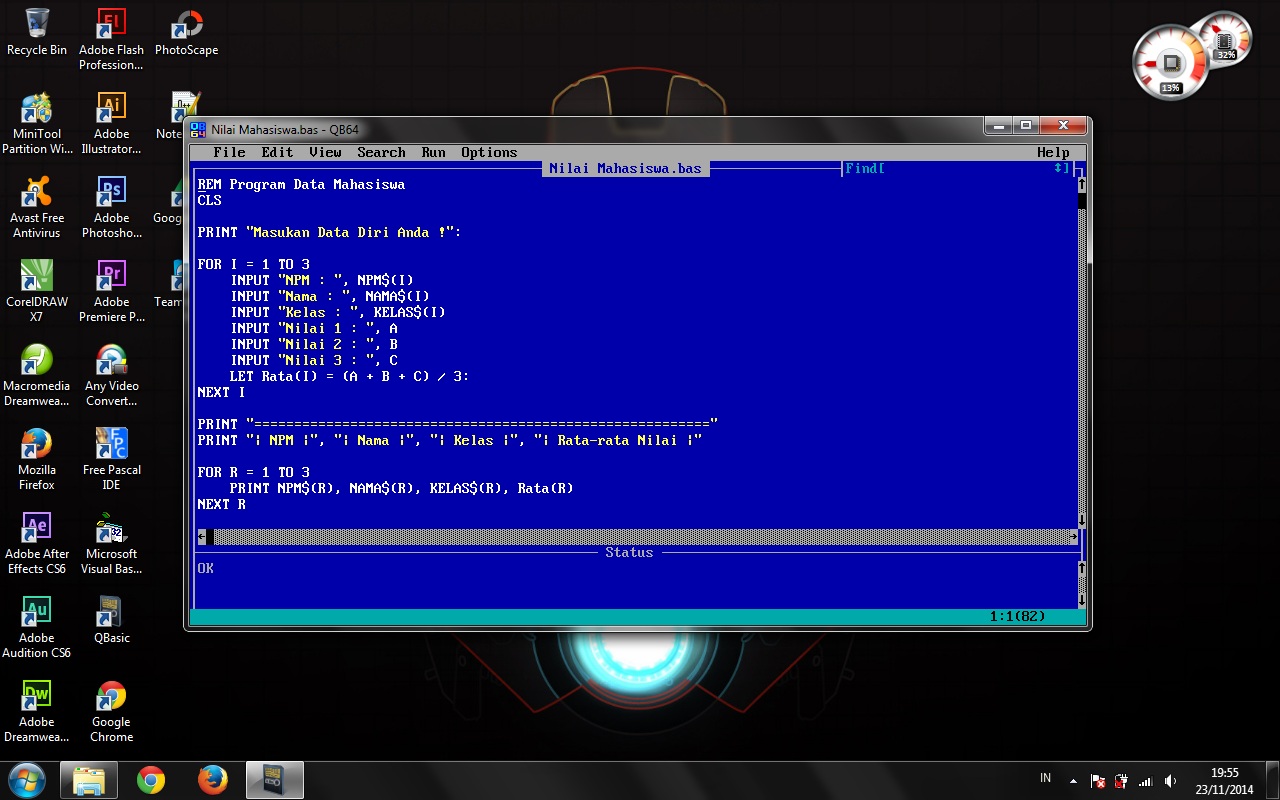 Recycle Bin
Adobe Flash
Profession...
PhotoScape
MiniTool
Partition Wi...
Adobe
Illustrator...
Note
Avast Free
Antivirus
Adobe
Photosho...
Goog
CorelDRAW
X7
Adobe
Premiere P...
Team
Macromedia
Dreamwea...
Any Video
Convert...
Mozilla
Firefox
Free Pascal
IDE
Adobe After
Effects CS6
Microsoft
Visual Bas...
Adobe
Audition CS6
QBasic
Adobe
Dreamwea...
Google
Chrome
13%
32%
Nilai Mahasiswa.bas - QB64
File Edit View Search Run Options Help
Nilai Mahasiswa.bas
Find[ ↕]
REM Program Data Mahasiswa
CLS
PRINT "Masukan Data Diri Anda !":
FOR I = 1 TO 3
INPUT "NPM : ", NPM$(I)
INPUT "Nama : ", NAMA$(I)
INPUT "Kelas : ", KELAS$(I)
INPUT "Nilai 1 : ", A
INPUT "Nilai 2 : ", B
INPUT "Nilai 3 : ", C
LET Rata(I) = (A + B + C) / 3:
NEXT I
PRINT "========================================================="
PRINT "¦ NPM ¦", "¦ Nama ¦", "¦ Kelas ¦", "¦ Rata-rata Nilai ¦"
FOR R = 1 TO 3
PRINT NPM$(R), NAMA$(R), KELAS$(R), Rata(R)
NEXT R
Status
OK
1:1(82)
IN
19:55
23/11/2014